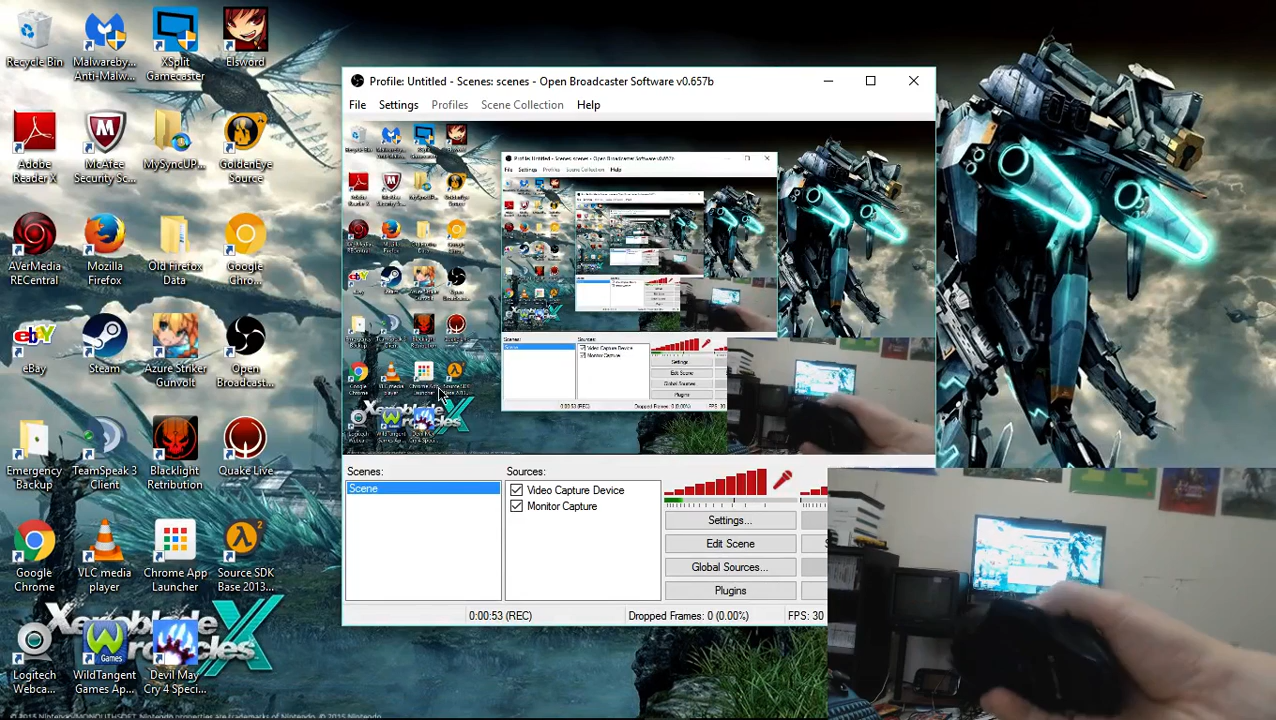 Recycle Bin
Malwareby...
Anti-Malw...
XSplit
Gamecaster
Elsword
Adobe
Reader X
McAfee
Security Sc...
MySyncUP...
GoldenEye
Source
AVerMedia
RECentral
Mozilla
Firefox
Old Firefox
Data
Google
Chro...
eBay
Steam
Azure Striker
Gunvolt
Open
Broadcast...
Emergency
Backup
TeamSpeak 3
Client
Blacklight
Retribution
Quake Live
Google
Chrome
VLC media
player
Chrome App
Launcher
Source SDK
Base 2013...
Logitech
Webca...
WildTangent
Games Ap...
Devil May
Cry 4 Speci...
Profile: Untitled - Scenes: scenes - Open Broadcaster Software v0.657b
File Settings Profiles Scene Collection Help
Scenes:
Scene
Sources:
Video Capture Device
Monitor Capture
Settings...
Edit Scene
Global Sources...
Plugins
0:00:53 (REC)
Dropped Frames: 0 (0.00%)
FPS: 30